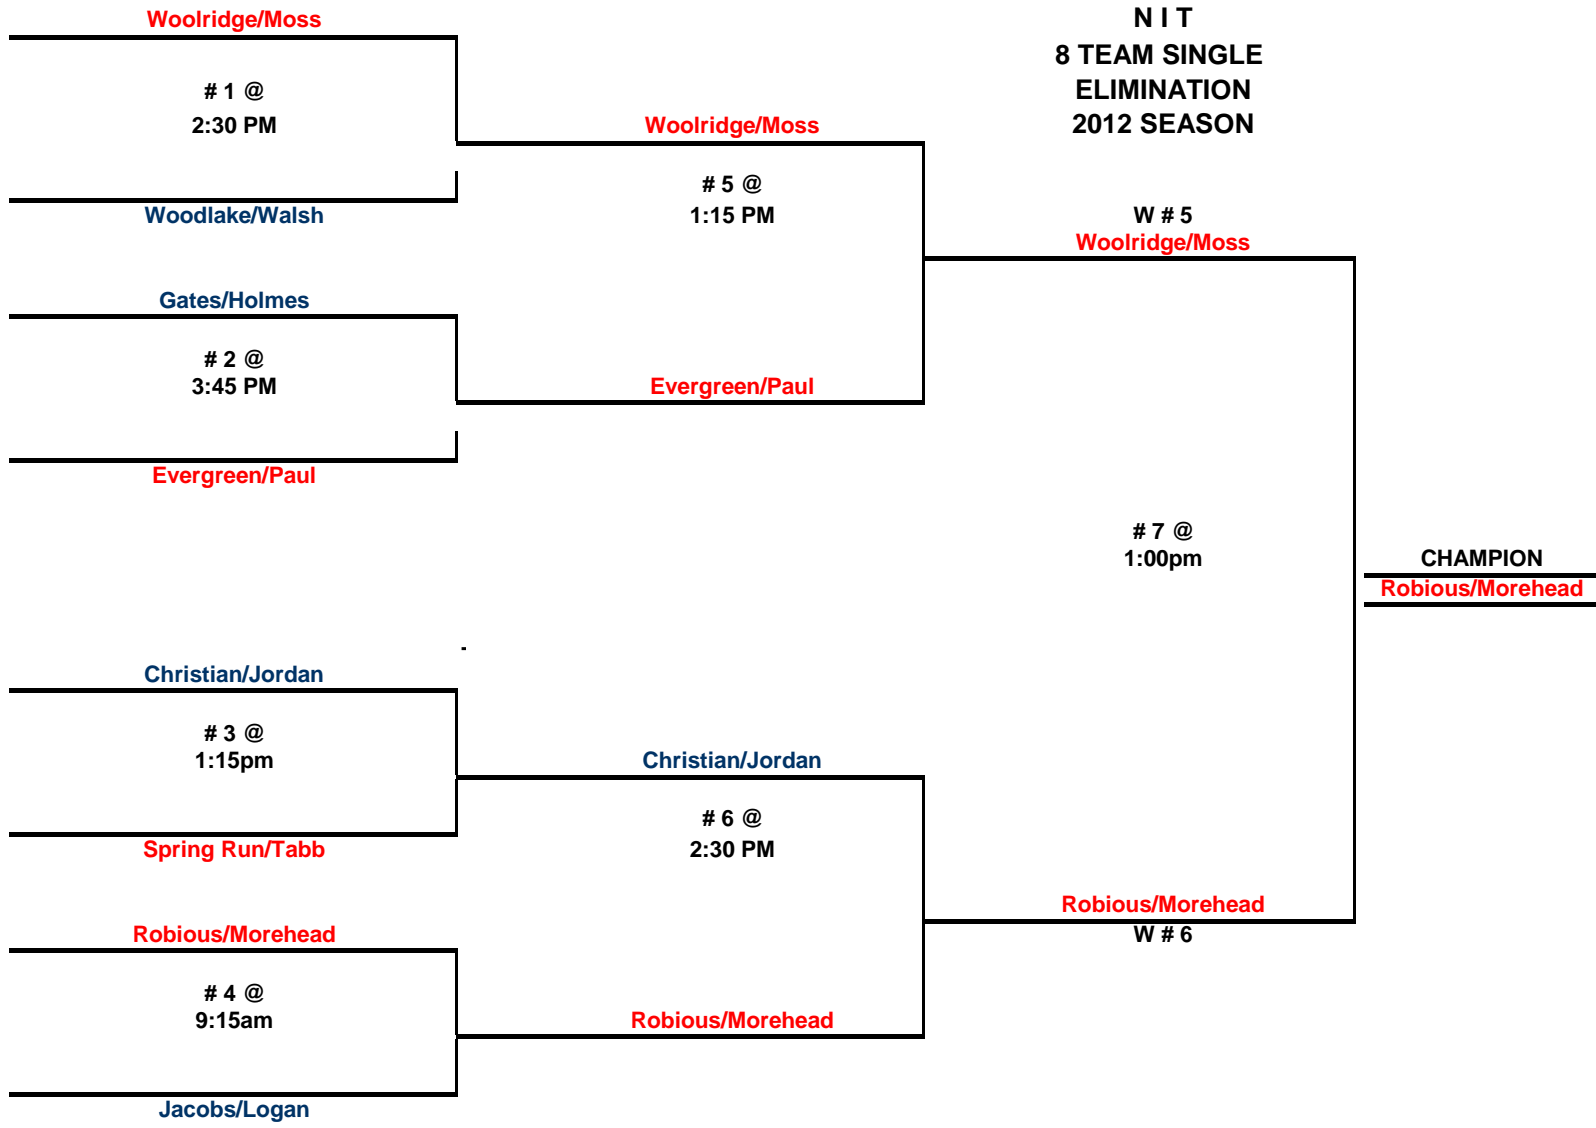 Woolridge/Moss
N I T
8 TEAM SINGLE
ELIMINATION
2012 SEASON
# 1 @
2:30 PM
Woolridge/Moss
Woodlake/Walsh
# 5 @
1:15 PM
W # 5
Woolridge/Moss
Gates/Holmes
# 2 @
3:45 PM
Evergreen/Paul
Evergreen/Paul
# 7 @
1:00pm
CHAMPION
Robious/Morehead
-
Christian/Jordan
# 3 @
1:15pm
Christian/Jordan
Spring Run/Tabb
# 6 @
2:30 PM
Robious/Morehead
W # 6
Robious/Morehead
# 4 @
9:15am
Robious/Morehead
Jacobs/Logan